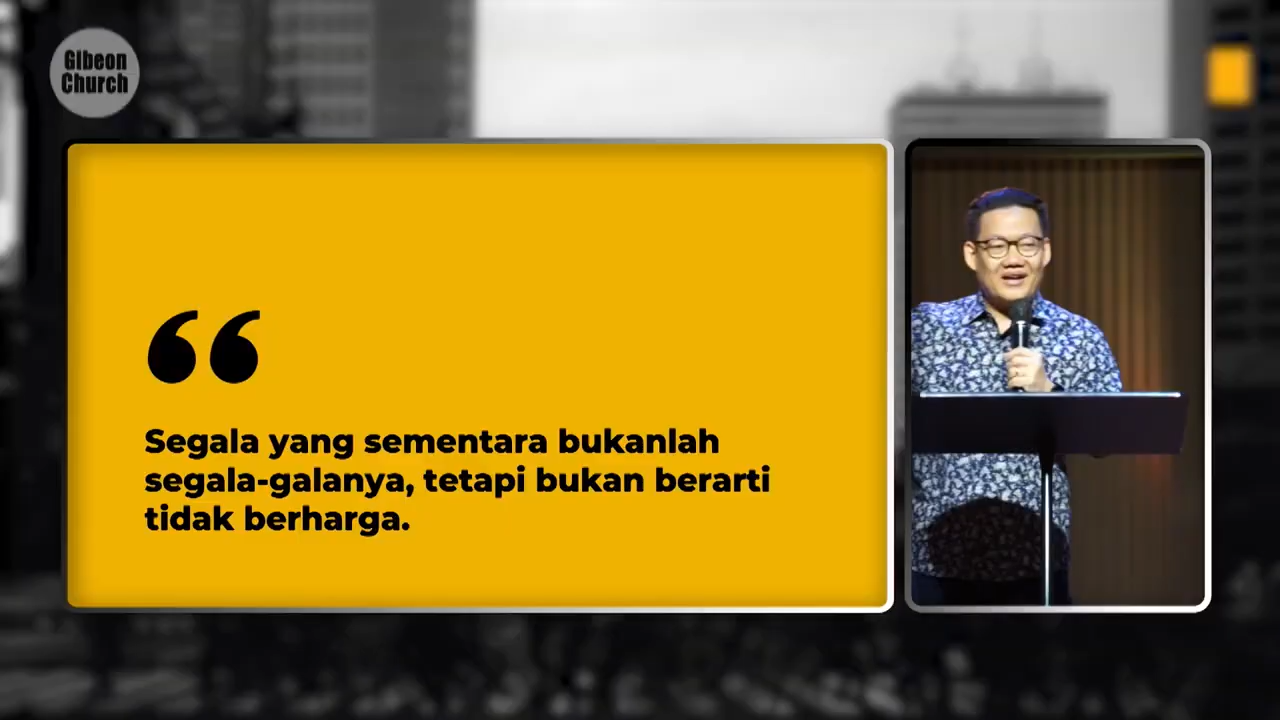 Gibeon
Church
Segala yang sementara bukanlah
segala-galanya, tetapi bukan berarti
tidak berharga.